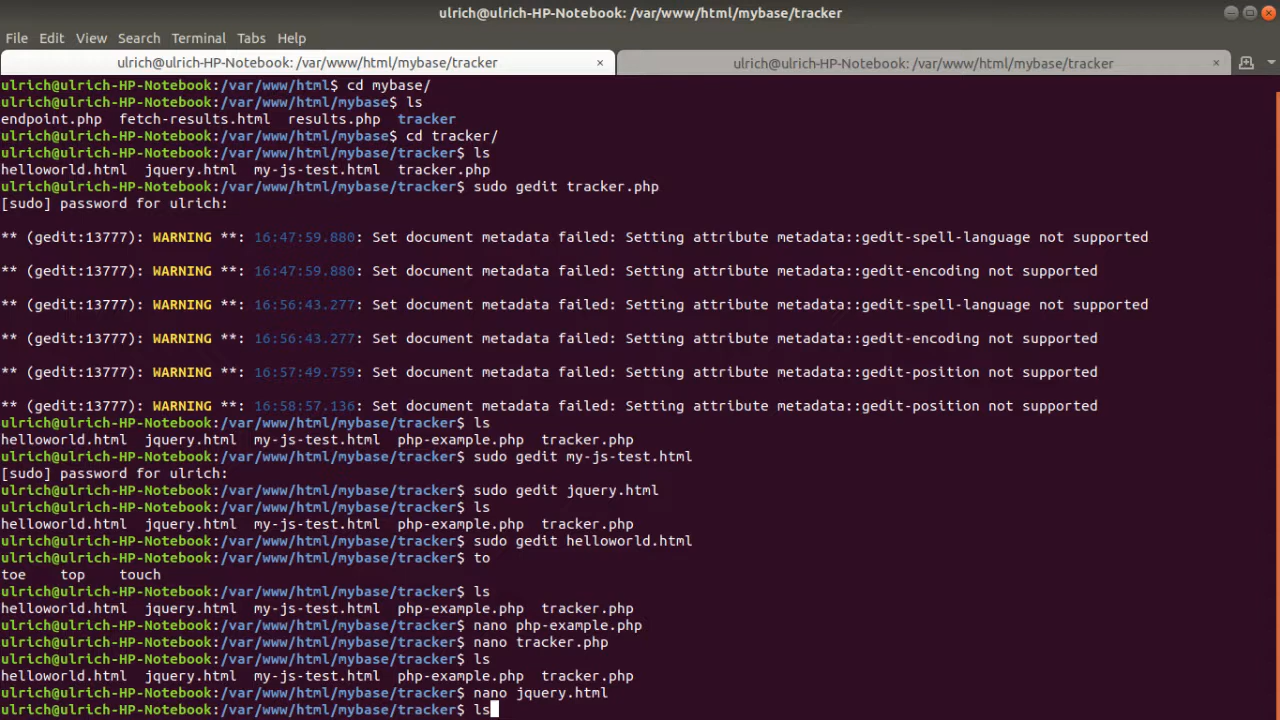 ulrich@ulrich-HP-Notebook: /var/www/html/mybase/tracker
File Edit View Search Terminal Tabs Help
ulrich@ulrich-HP-Notebook: /var/www/html/mybase/tracker × ulrich@ulrich-HP-Notebook: /var/www/html/mybase/tracker ×
ulrich@ulrich-HP-Notebook:/var/www/html$ cd mybase/
ulrich@ulrich-HP-Notebook:/var/www/html/mybase$ ls
endpoint.php  fetch-results.html  results.php  tracker
ulrich@ulrich-HP-Notebook:/var/www/html/mybase$ cd tracker/
ulrich@ulrich-HP-Notebook:/var/www/html/mybase/tracker$ ls
helloworld.html  jquery.html  my-js-test.html  tracker.php
ulrich@ulrich-HP-Notebook:/var/www/html/mybase/tracker$ sudo gedit tracker.php
[sudo] password for ulrich:
** (gedit:13777): WARNING **: 16:47:59.880: Set document metadata failed: Setting attribute metadata::gedit-spell-language not supported
** (gedit:13777): WARNING **: 16:47:59.880: Set document metadata failed: Setting attribute metadata::gedit-encoding not supported
** (gedit:13777): WARNING **: 16:56:43.277: Set document metadata failed: Setting attribute metadata::gedit-spell-language not supported
** (gedit:13777): WARNING **: 16:56:43.277: Set document metadata failed: Setting attribute metadata::gedit-encoding not supported
** (gedit:13777): WARNING **: 16:57:49.759: Set document metadata failed: Setting attribute metadata::gedit-position not supported
** (gedit:13777): WARNING **: 16:58:57.136: Set document metadata failed: Setting attribute metadata::gedit-position not supported
ulrich@ulrich-HP-Notebook:/var/www/html/mybase/tracker$ ls
helloworld.html  jquery.html  my-js-test.html  php-example.php  tracker.php
ulrich@ulrich-HP-Notebook:/var/www/html/mybase/tracker$ sudo gedit my-js-test.html
[sudo] password for ulrich:
ulrich@ulrich-HP-Notebook:/var/www/html/mybase/tracker$ sudo gedit jquery.html
ulrich@ulrich-HP-Notebook:/var/www/html/mybase/tracker$ ls
helloworld.html  jquery.html  my-js-test.html  php-example.php  tracker.php
ulrich@ulrich-HP-Notebook:/var/www/html/mybase/tracker$ sudo gedit helloworld.html
ulrich@ulrich-HP-Notebook:/var/www/html/mybase/tracker$ to
toe    top    touch
ulrich@ulrich-HP-Notebook:/var/www/html/mybase/tracker$ ls
helloworld.html  jquery.html  my-js-test.html  php-example.php  tracker.php
ulrich@ulrich-HP-Notebook:/var/www/html/mybase/tracker$ nano php-example.php
ulrich@ulrich-HP-Notebook:/var/www/html/mybase/tracker$ nano tracker.php
ulrich@ulrich-HP-Notebook:/var/www/html/mybase/tracker$ ls
helloworld.html  jquery.html  my-js-test.html  php-example.php  tracker.php
ulrich@ulrich-HP-Notebook:/var/www/html/mybase/tracker$ nano jquery.html
ulrich@ulrich-HP-Notebook:/var/www/html/mybase/tracker$ ls